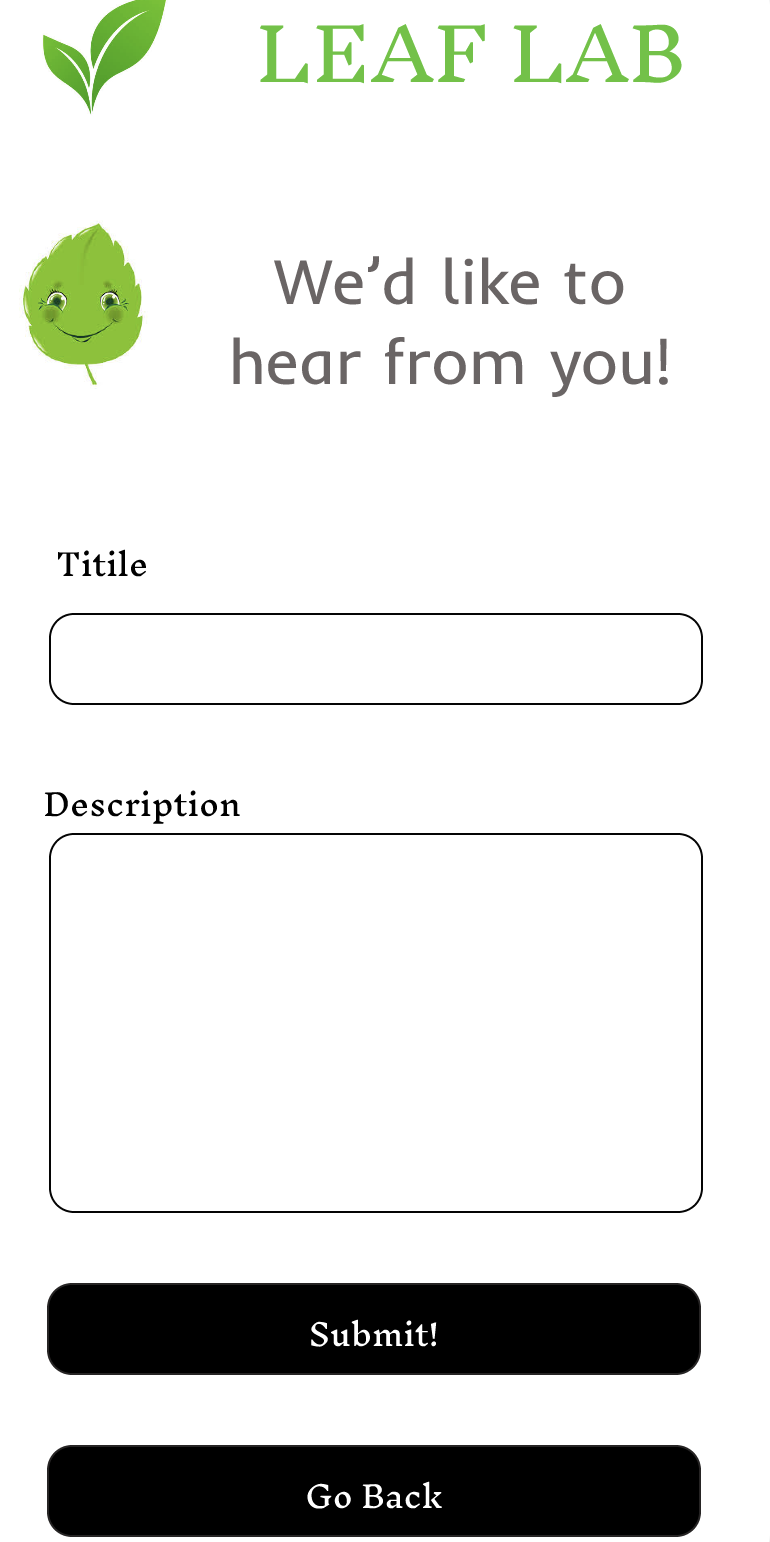 LEAF LAB
We’d like to
hear from you!
Titile
Description
Submit!
Go Back